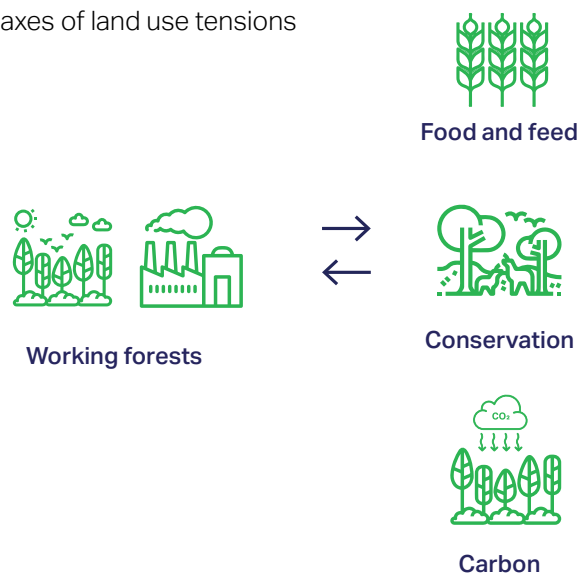 axes of land use tensions
Food and feed
Working forests
Conservation
CO₂
Carbon